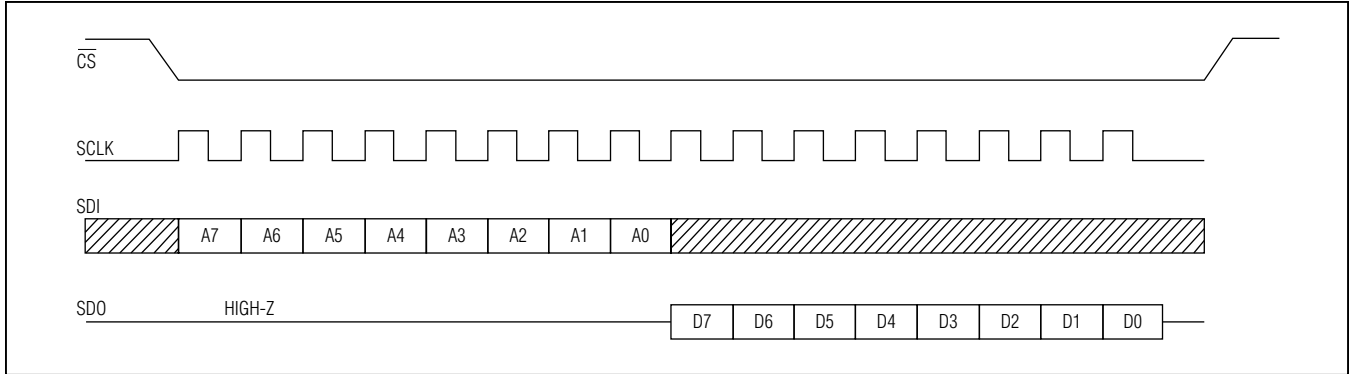 C̅S̅
SCLK
SDI
A7 A6 A5 A4 A3 A2 A1 A0
SDO HIGH-Z D7 D6 D5 D4 D3 D2 D1 D0